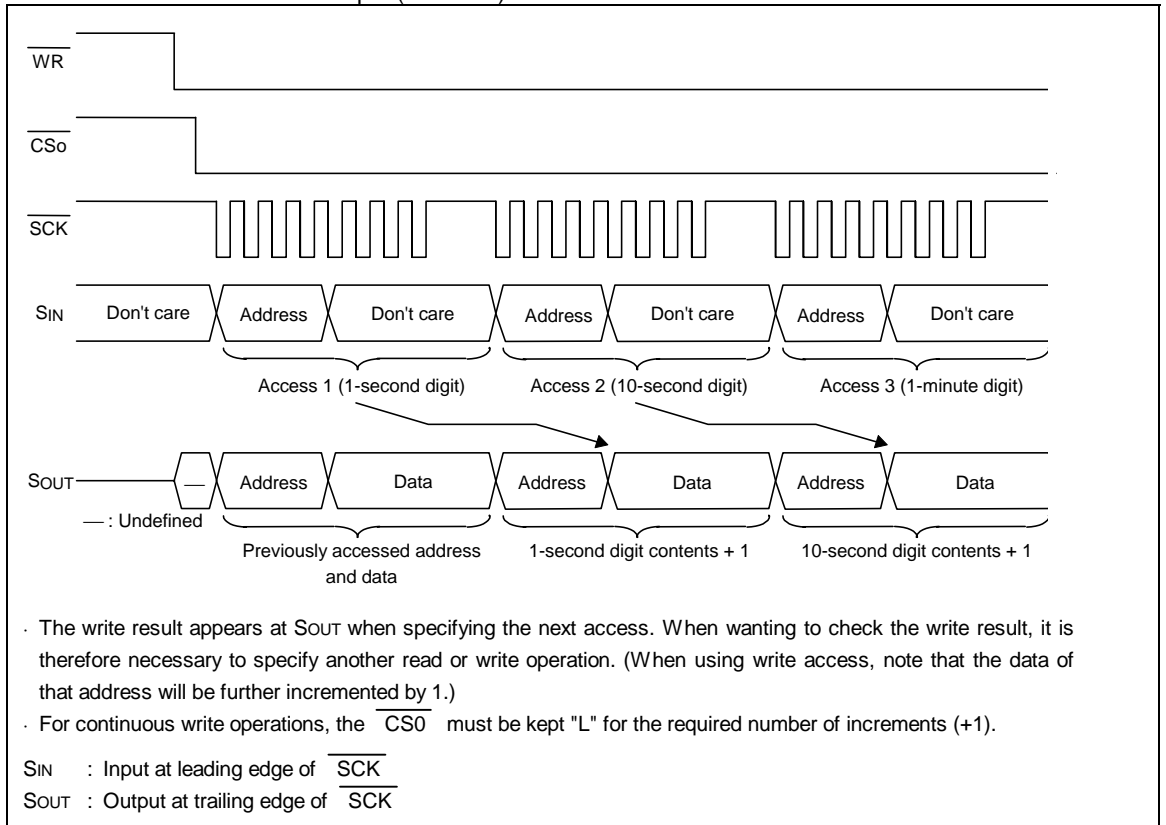 WR
CSo
SCK
SIN Don't care Address Don't care Address Don't care Address Don't care
Access 1 (1-second digit) Access 2 (10-second digit) Access 3 (1-minute digit)
SOUT — Address Data Address Data Address Data
— : Undefined
Previously accessed address 1-second digit contents + 1 10-second digit contents + 1
and data
· The write result appears at SOUT when specifying the next access. When wanting to check the write result, it is
therefore necessary to specify another read or write operation. (When using write access, note that the data of
that address will be further incremented by 1.)
· For continuous write operations, the CS0 must be kept "L" for the required number of increments (+1).
SIN : Input at leading edge of SCK
SOUT : Output at trailing edge of SCK